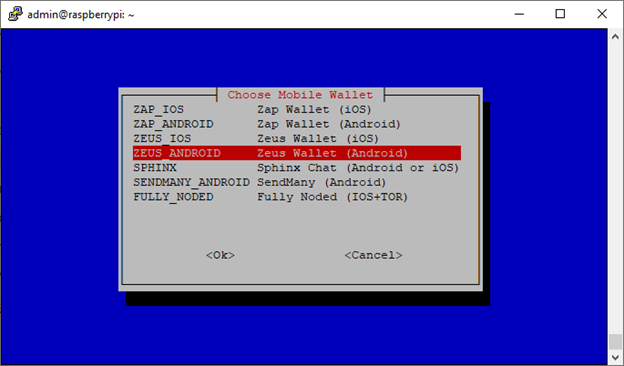 admin@raspberrypi: ~
Choose Mobile Wallet
ZAP_IOS Zap Wallet (iOS)
ZAP_ANDROID Zap Wallet (Android)
ZEUS_IOS Zeus Wallet (iOS)
ZEUS_ANDROID Zeus Wallet (Android)
SPHINX Sphinx Chat (Android or iOS)
SENDMANY_ANDROID SendMany (Android)
FULLY_NODED Fully Noded (IOS+TOR)
<Ok> <Cancel>